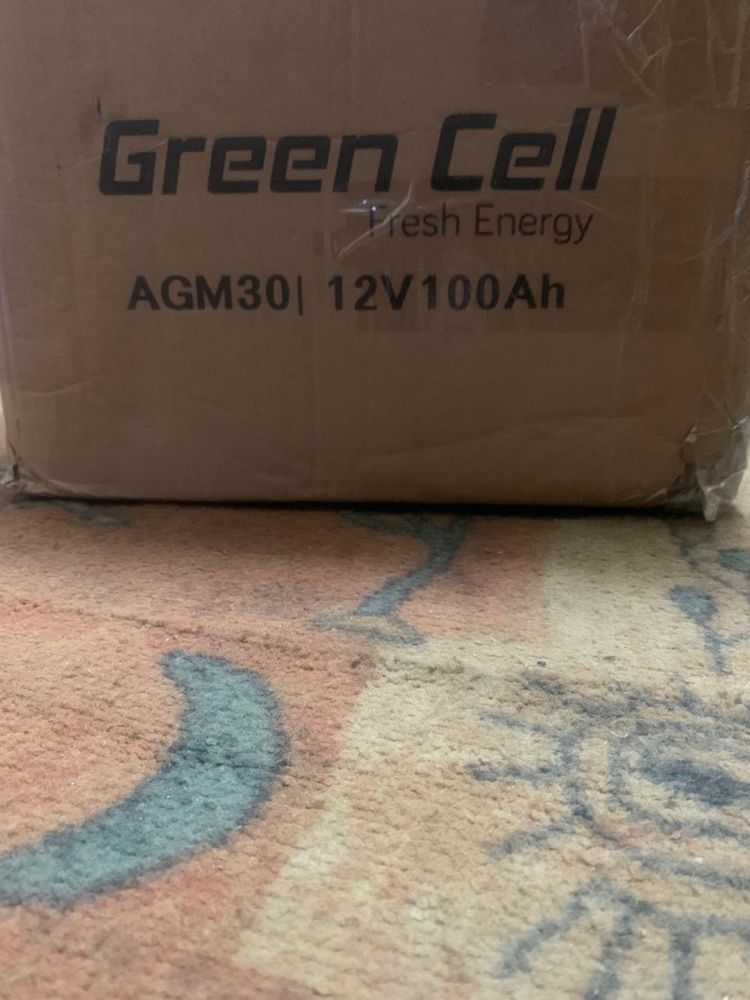 Green Cell
Fresh Energy
AGM30| 12V100Ah